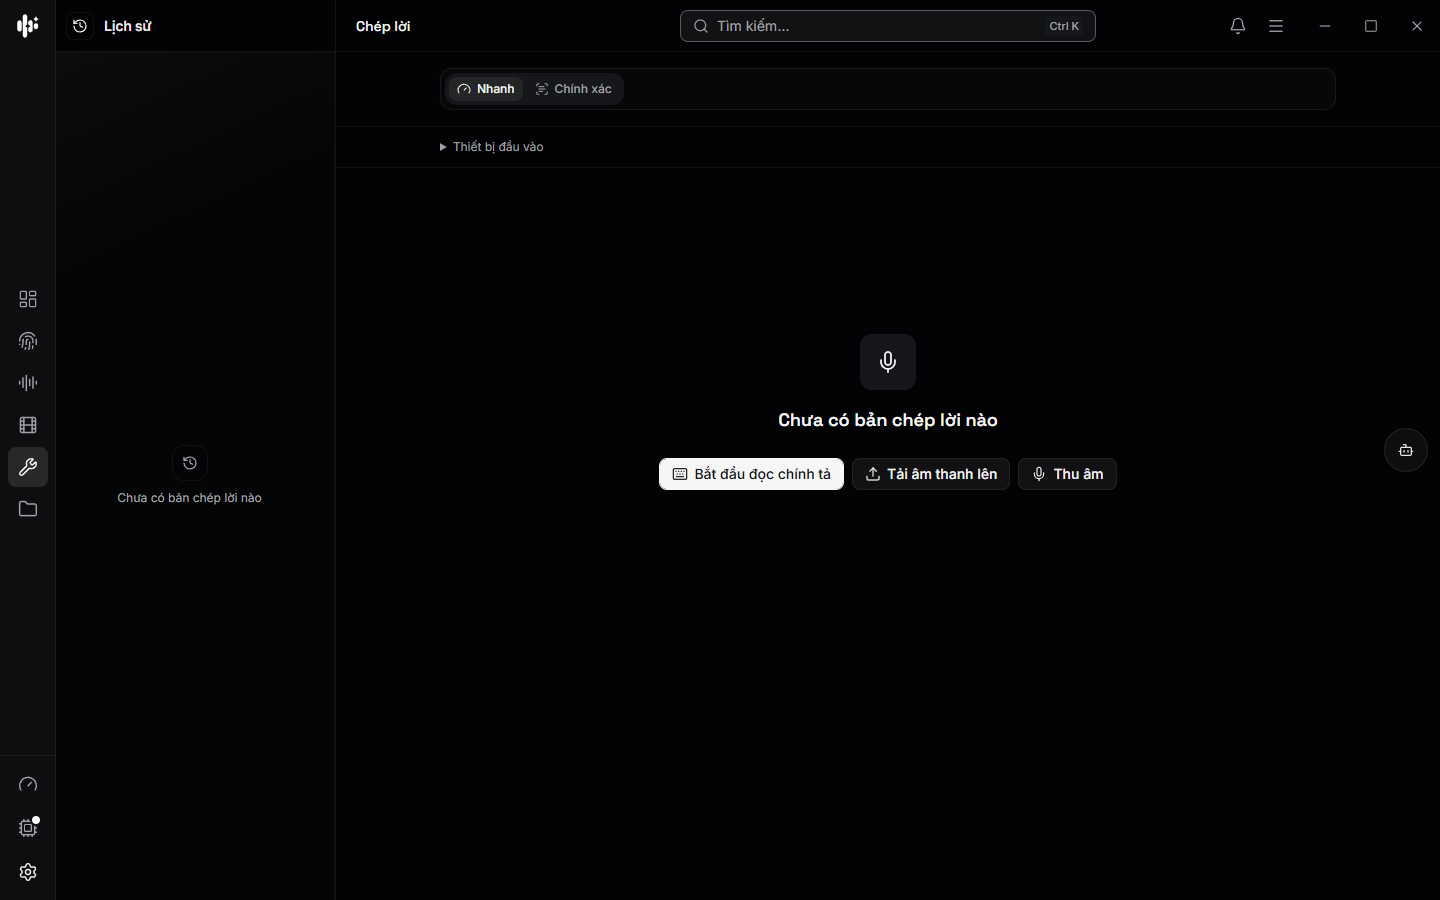 Lịch sử
Chép lời
Tìm kiếm...
Ctrl K
Nhanh
Chính xác
Thiết bị đầu vào
Chưa có bản chép lời nào
Chưa có bản chép lời nào
Bắt đầu đọc chính tả
Tải âm thanh lên
Thu âm